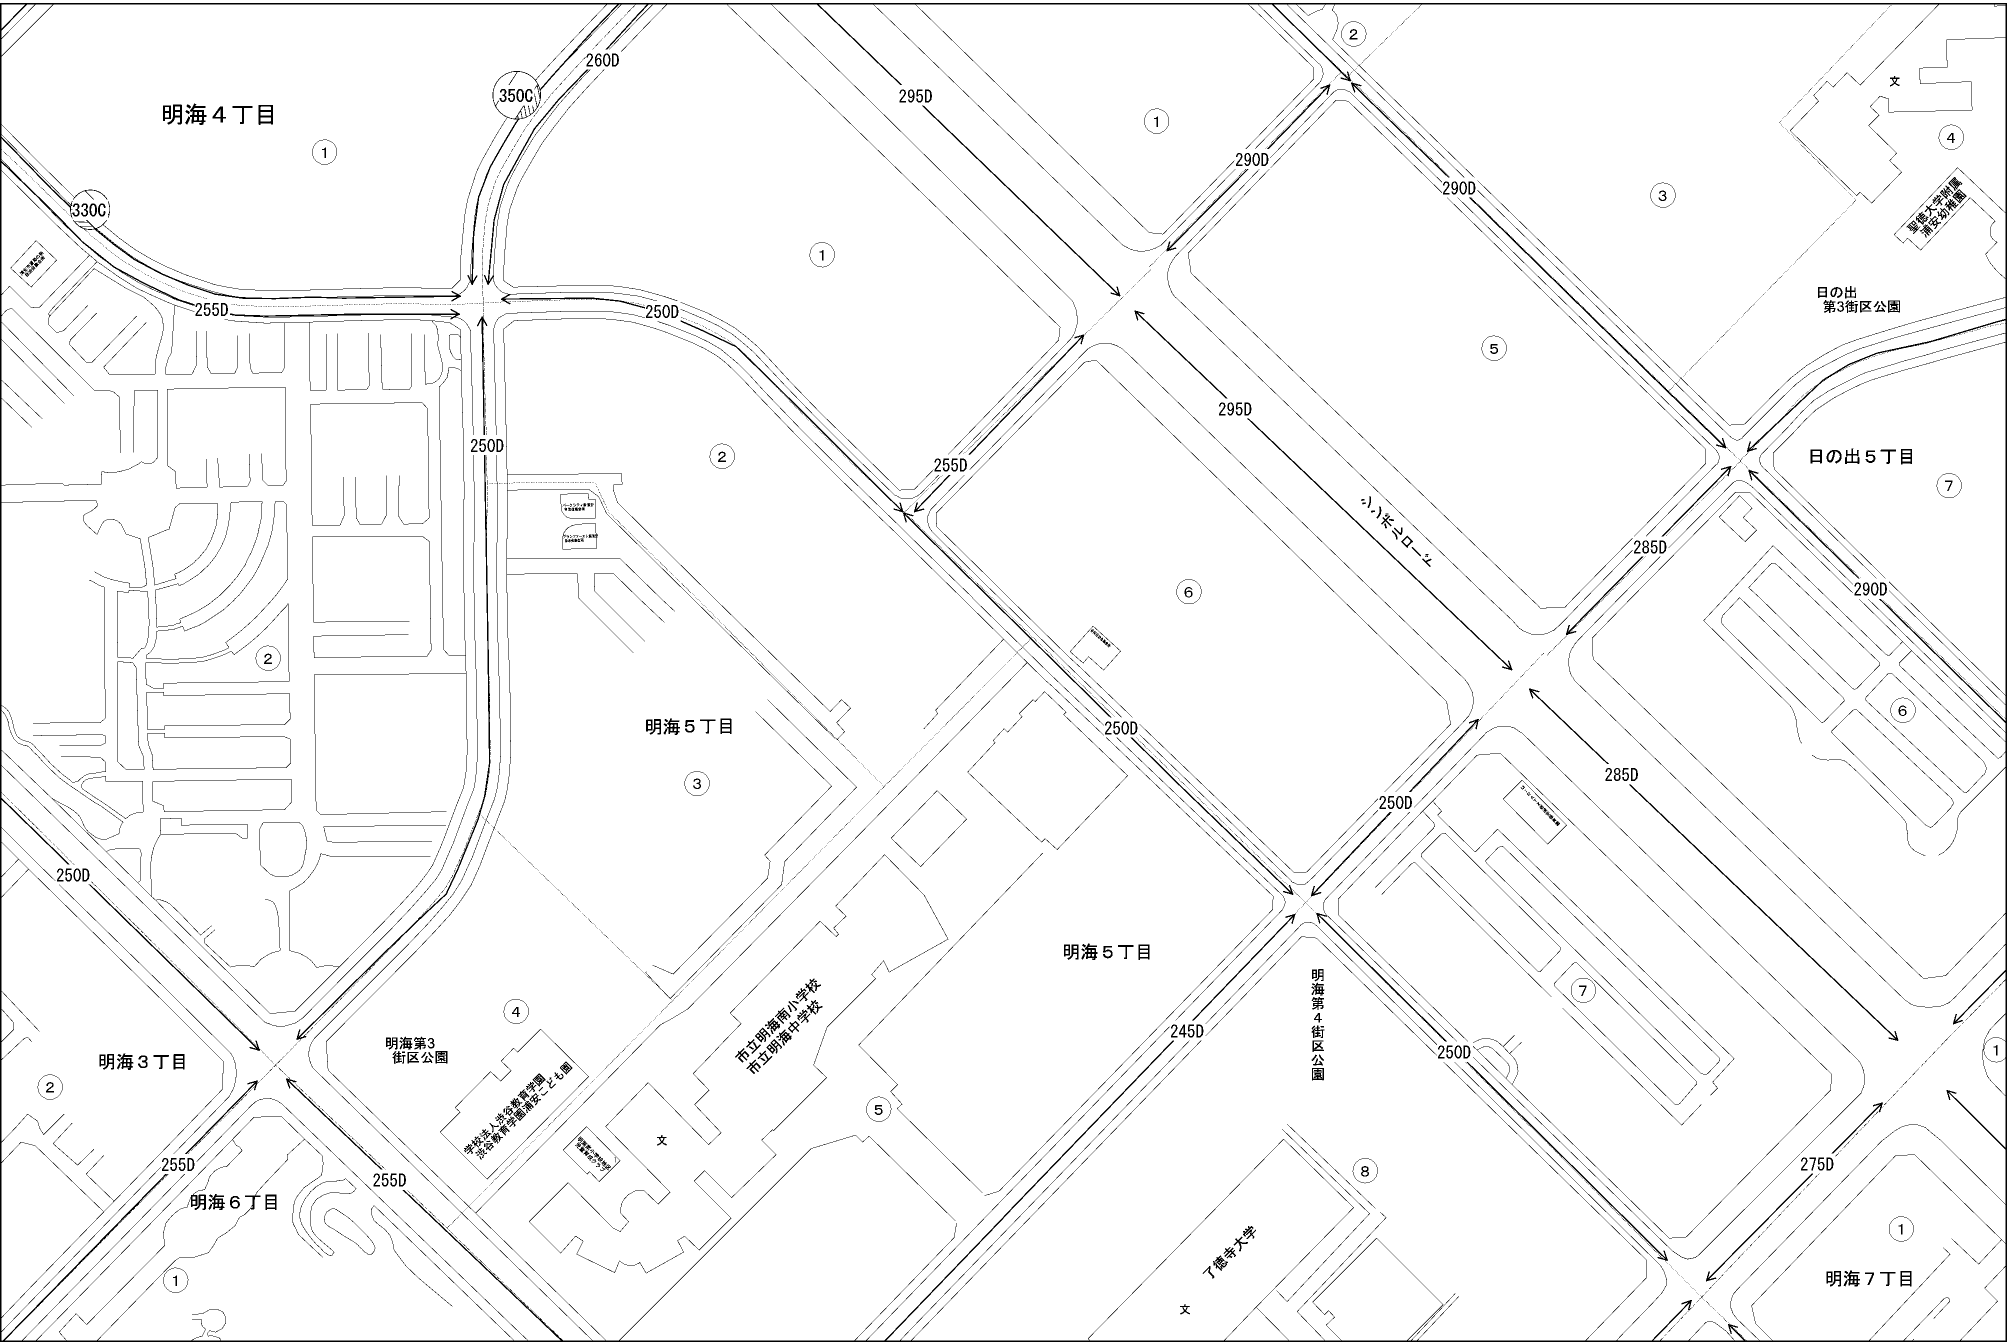 2
260D
文
350C
295D
明海4丁目
1
4
1
290D
290D
3
聖徳大学附属
浦安幼稚園
330C
1
日の出
第3街区公園
255D
250D
5
295D
250D
2
日の出5丁目
255D
7
シンボルロード
285D
290D
6
2
明海5丁目
250D
6
285D
3
250D
250D
明海5丁目
明海第4街区公園
7
市立明海南小学校
市立明海中学校
4
245D
250D
1
明海第3
街区公園
明海3丁目
2
学校法人渋谷教育学園
渋谷教育学園浦安こども園
5
文
255D
255D
275D
8
明海6丁目
1
了徳寺大学
文
1
明海7丁目